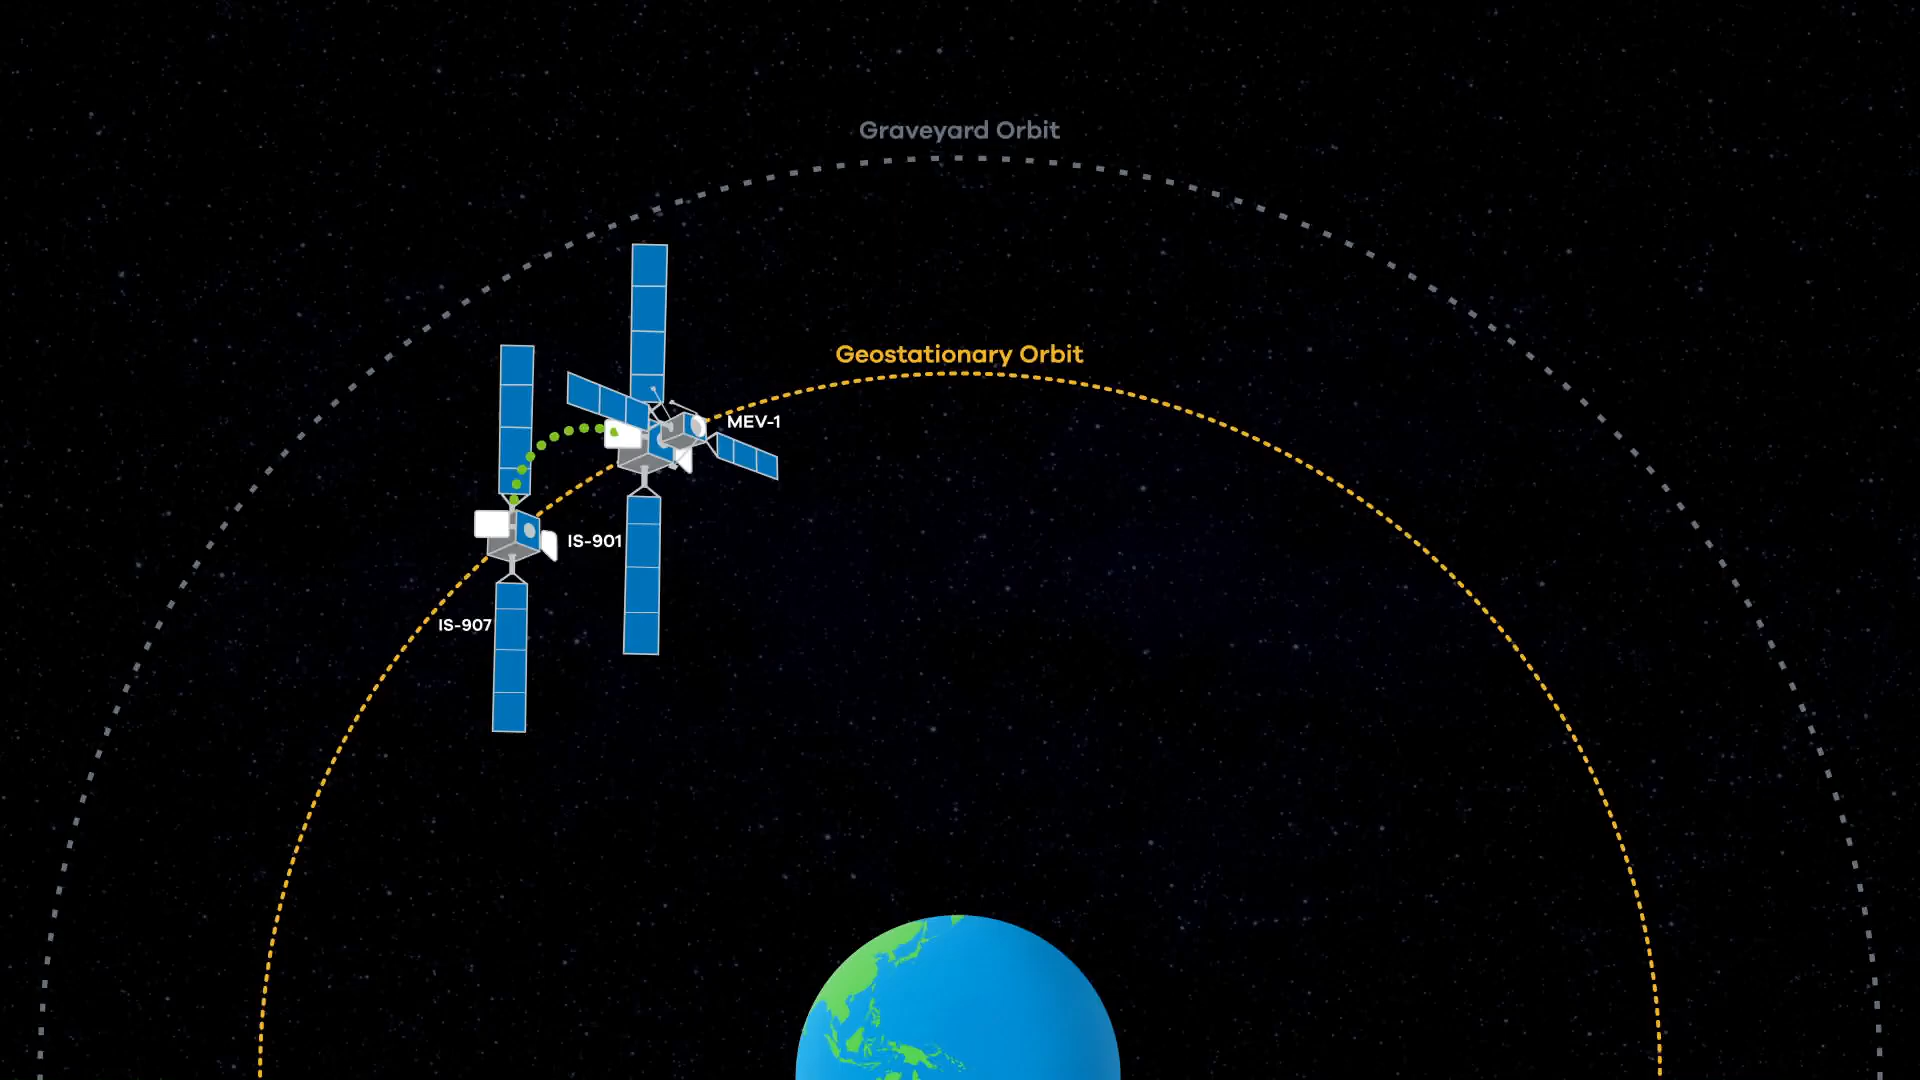 Graveyard Orbit
Geostationary Orbit
MEV-1
IS-901
IS-907